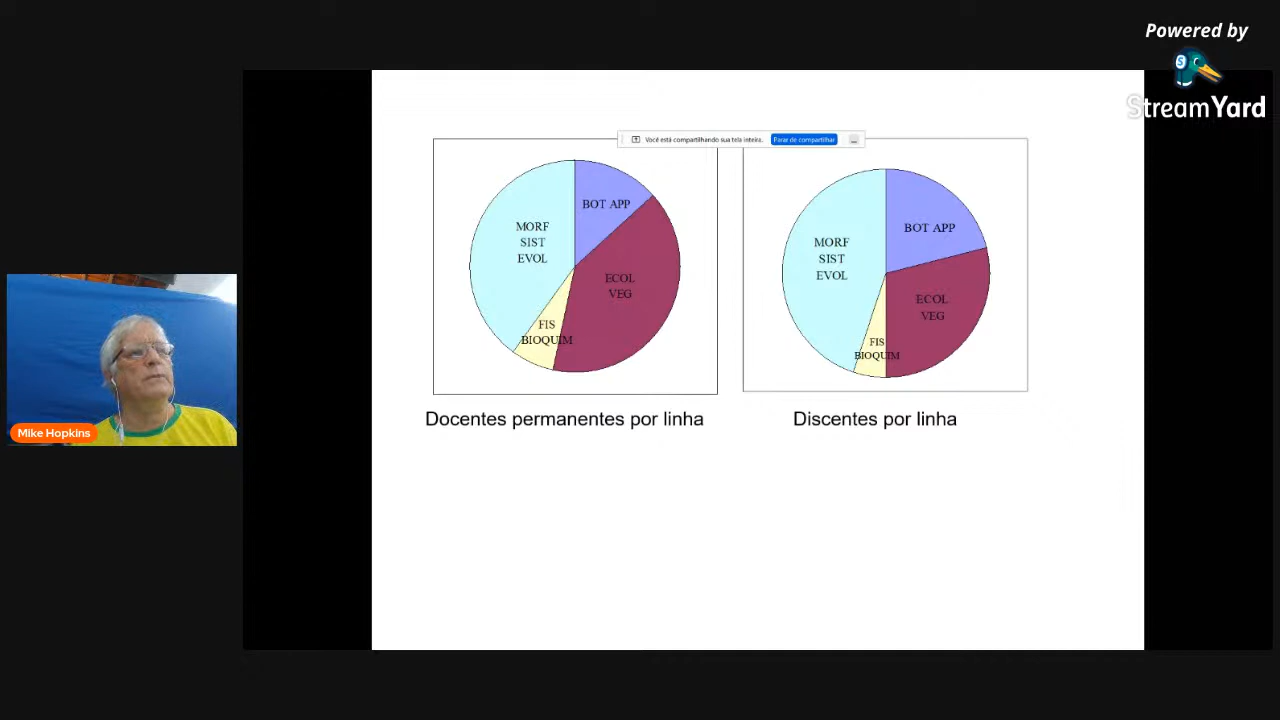 Powered by
StreamYard
Você está compartilhando sua tela inteira.
Parar de compartilhar
BOT APP
MORF
SIST
EVOL
ECOL
VEG
FIS
BIOQUIM
Docentes permanentes por linha
BOT APP
MORF
SIST
EVOL
ECOL
VEG
FIS
BIOQUIM
Discentes por linha
Mike Hopkins